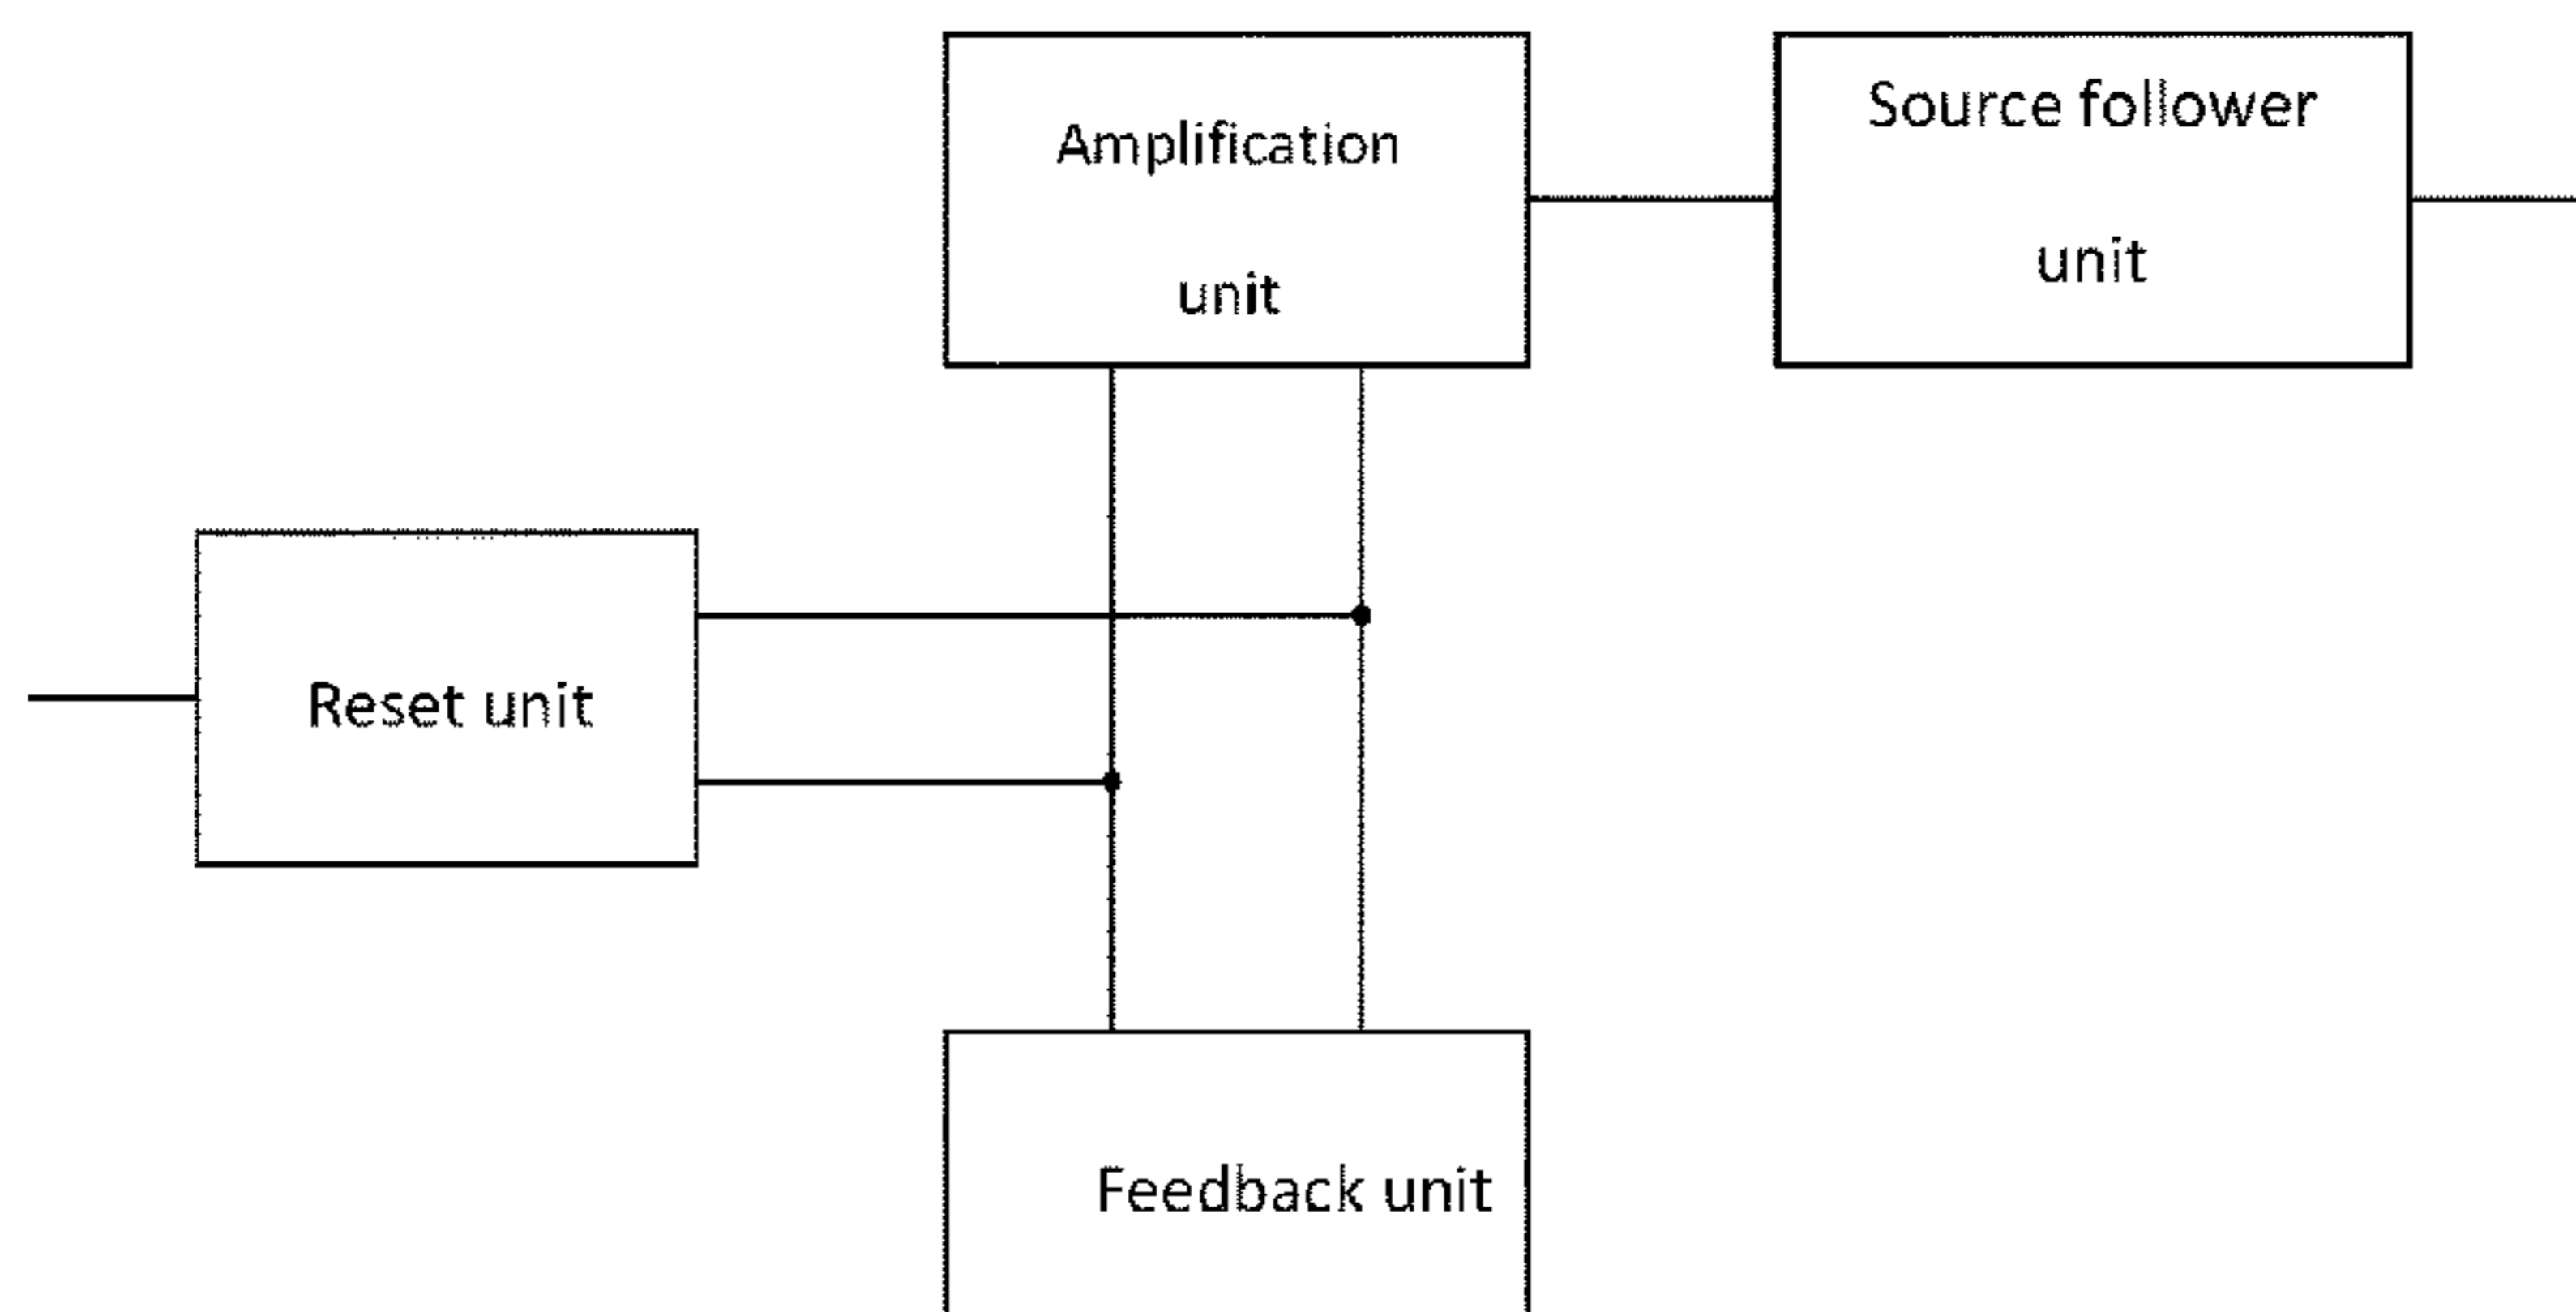 Amplification
unit
Source follower
unit
Reset unit
Feedback unit